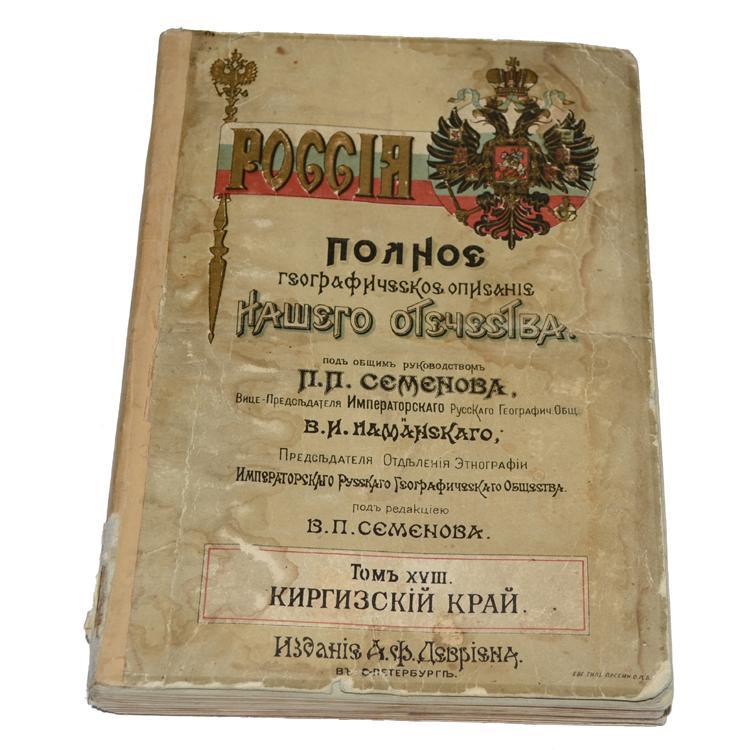 РОССІЯ
ПОЛНОЕ
ГЕОГРАФИЧЕСКОЕ ОПИСАНІЕ
НАШЕГО ОТЕЧЕСТВА.
ПОДЪ ОБЩИМЪ РУКОВОДСТВОМЪ
П.П. СЕМЕНОВА,
ВИЦЕ-ПРЕДСѢДАТЕЛЯ ИМПЕРАТОРСКАГО РУССКАГО ГЕОГРАФИЧ. ОБЩ.
И
В.И. ЛАМАНСКАГО,
ПРЕДСѢДАТЕЛЯ ОТДѢЛЕНІЯ ЭТНОГРАФІИ
ИМПЕРАТОРСКАГО РУССКАГО ГЕОГРАФИЧЕСКАГО ОБЩЕСТВА.
ПОДЪ РЕДАКЦІЕЮ
В.П. СЕМЕНОВА.
ТОМЪ XVIII.
КИРГИЗСКІЙ КРАЙ.
ИЗДАНІЕ А.Ф. ДЕВРІЕНА.
ВЪ С-ПЕТЕРБУРГѢ.